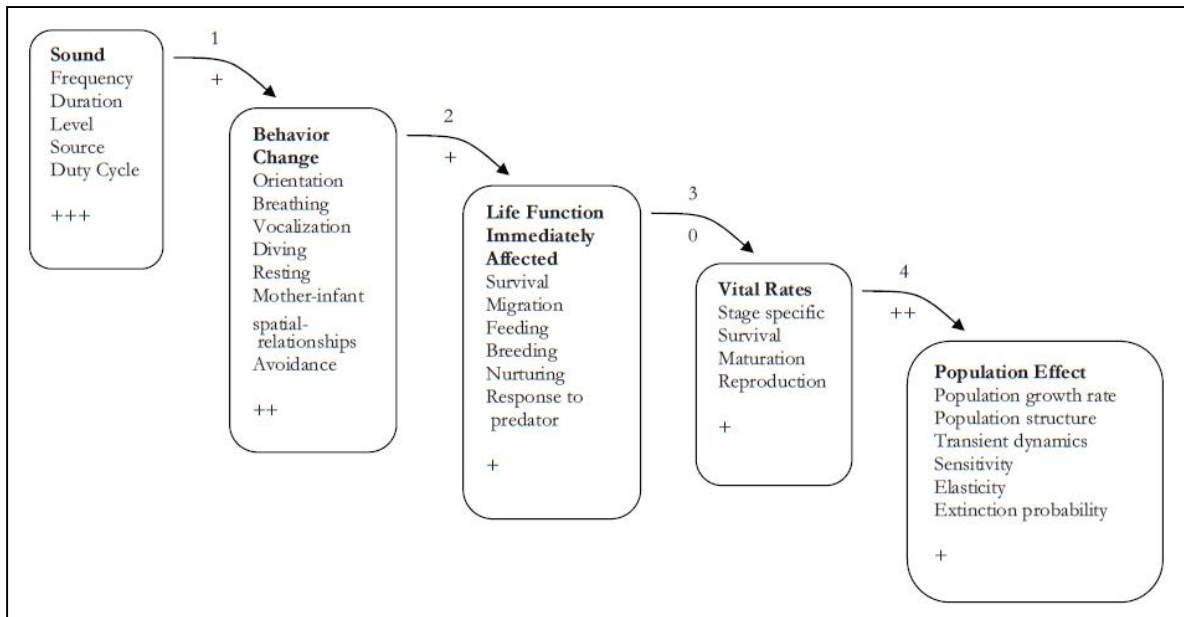 Sound
Frequency
Duration
Level
Source
Duty Cycle
+++
1
+
Behavior
Change
Orientation
Breathing
Vocalization
Diving
Resting
Mother-infant
spatial-
relationships
Avoidance
++
2
+
Life Function
Immediately
Affected
Survival
Migration
Feeding
Breeding
Nurturing
Response to
predator
+
3
0
Vital Rates
Stage specific
Survival
Maturation
Reproduction
+
4
++
Population Effect
Population growth rate
Population structure
Transient dynamics
Sensitivity
Elasticity
Extinction probability
+